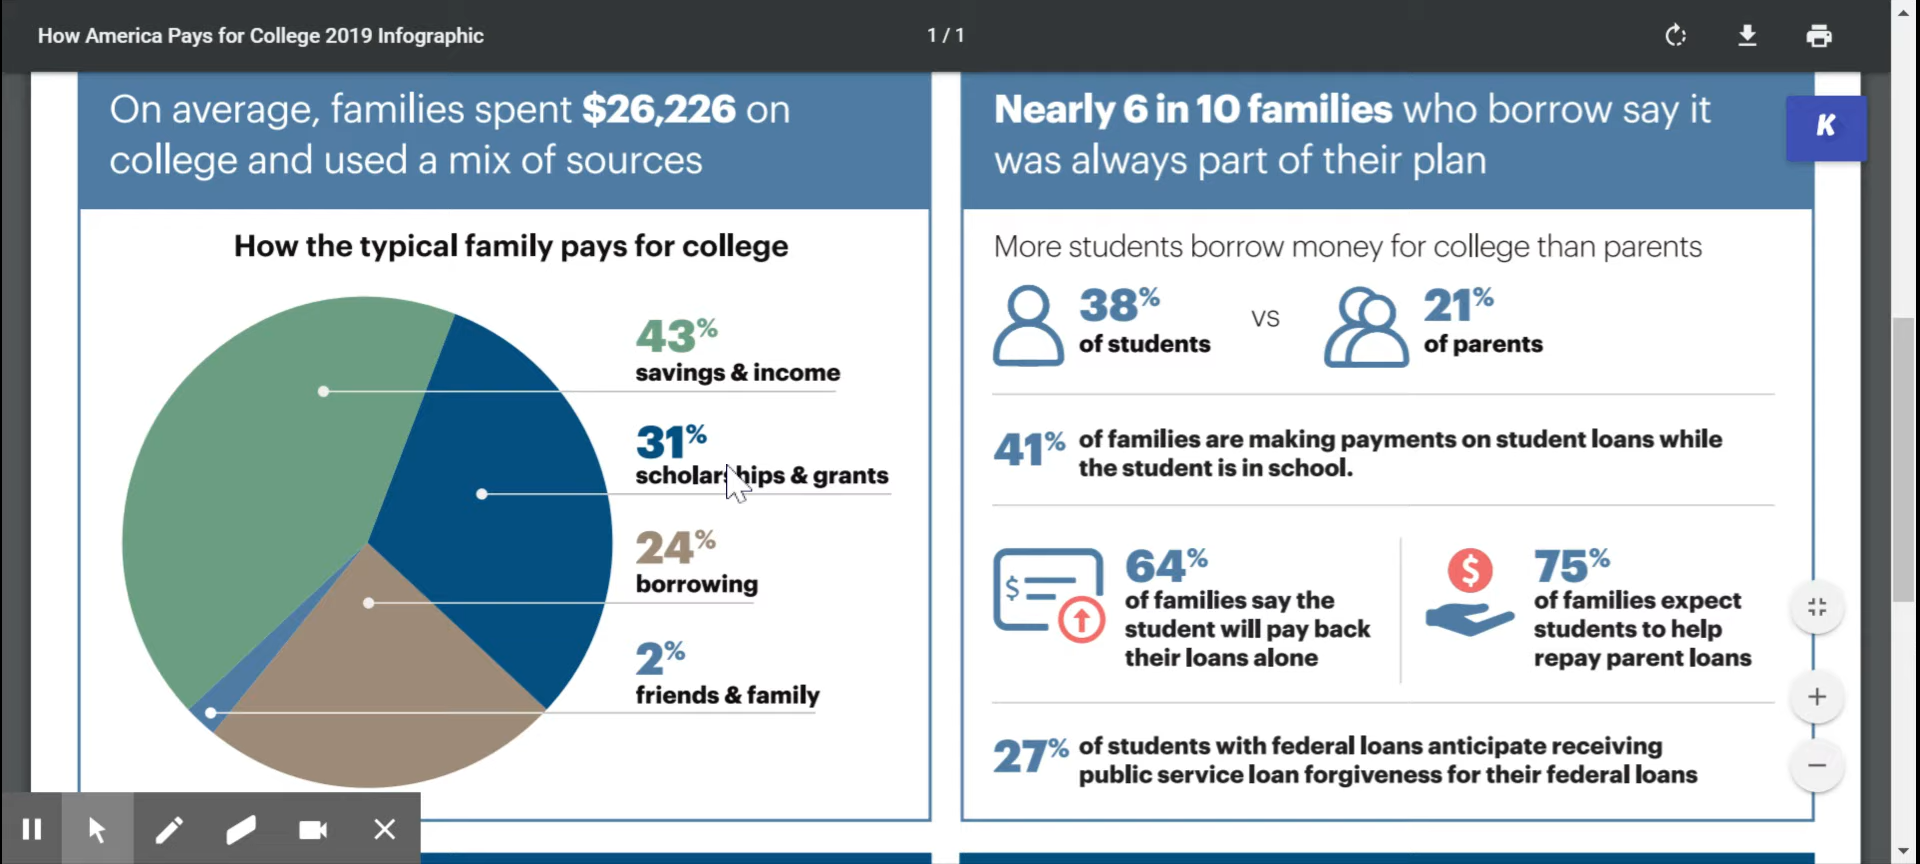 How America Pays for College 2019 Infographic
1 / 1
On average, families spent $26,226 on
college and used a mix of sources
How the typical family pays for college
43%
savings & income
31%
scholarships & grants
24%
borrowing
2%
friends & family
Nearly 6 in 10 families who borrow say it
was always part of their plan
K
More students borrow money for college than parents
38%
of students
VS
21%
of parents
41% of families are making payments on student loans while
the student is in school.
$
64%
of families say the
student will pay back
their loans alone
$
75%
of families expect
students to help
repay parent loans
27% of students with federal loans anticipate receiving
public service loan forgiveness for their federal loans